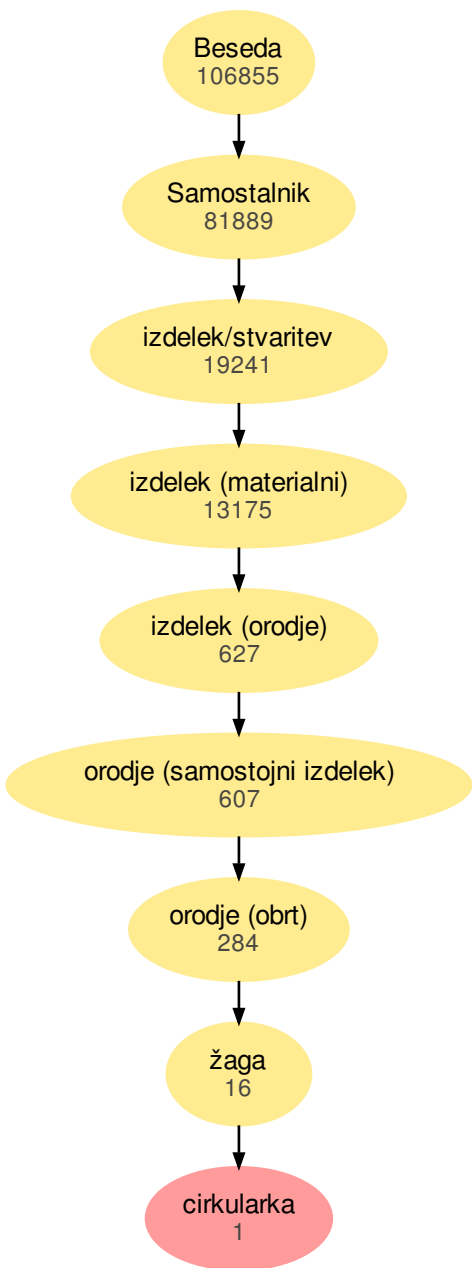 Beseda
106855
Samostalnik
81889
izdelek/stvaritev
19241
izdelek (materialni)
13175
izdelek (orodje)
627
orodje (samostojni izdelek)
607
orodje (obrt)
284
žaga
16
cirkularka
1